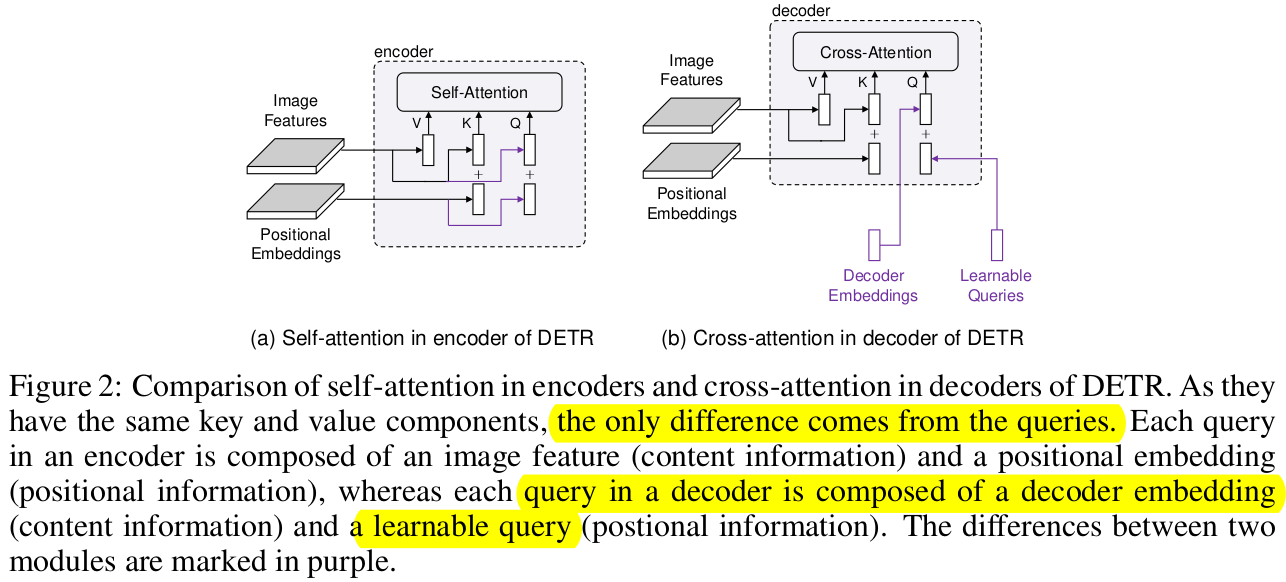 encoder
Self-Attention
V K Q
Image
Features
+ +
Positional
Embeddings
(a) Self-attention in encoder of DETR
decoder
Cross-Attention
V K Q
Image
Features
+ +
Positional
Embeddings
Decoder
Embeddings
Learnable
Queries
(b) Cross-attention in decoder of DETR
Figure 2: Comparison of self-attention in encoders and cross-attention in decoders of DETR. As they
have the same key and value components, the only difference comes from the queries. Each query
in an encoder is composed of an image feature (content information) and a positional embedding
(positional information), whereas each query in a decoder is composed of a decoder embedding
(content information) and a learnable query (postional information). The differences between two
modules are marked in purple.